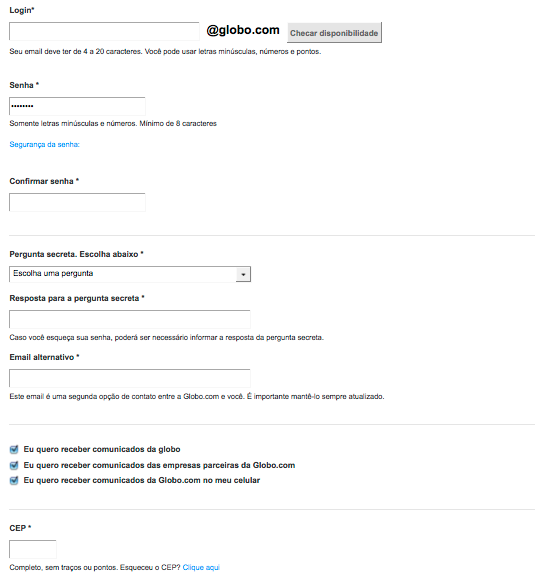 Login*
@globo.com Checar disponibilidade
Seu email deve ter de 4 a 20 caracteres. Você pode usar letras minúsculas, números e pontos.
Senha *
••••••••
Somente letras minúsculas e números. Mínimo de 8 caracteres
Segurança da senha:
Confirmar senha *
Pergunta secreta. Escolha abaixo *
Escolha uma pergunta
Resposta para a pergunta secreta *
Caso você esqueça sua senha, poderá ser necessário informar a resposta da pergunta secreta.
Email alternativo *
Este email é uma segunda opção de contato entre a Globo.com e você. É importante mantê-lo sempre atualizado.
Eu quero receber comunicados da globo
Eu quero receber comunicados das empresas parceiras da Globo.com
Eu quero receber comunicados da Globo.com no meu celular
CEP *
Completo, sem traços ou pontos. Esqueceu o CEP? Clique aqui